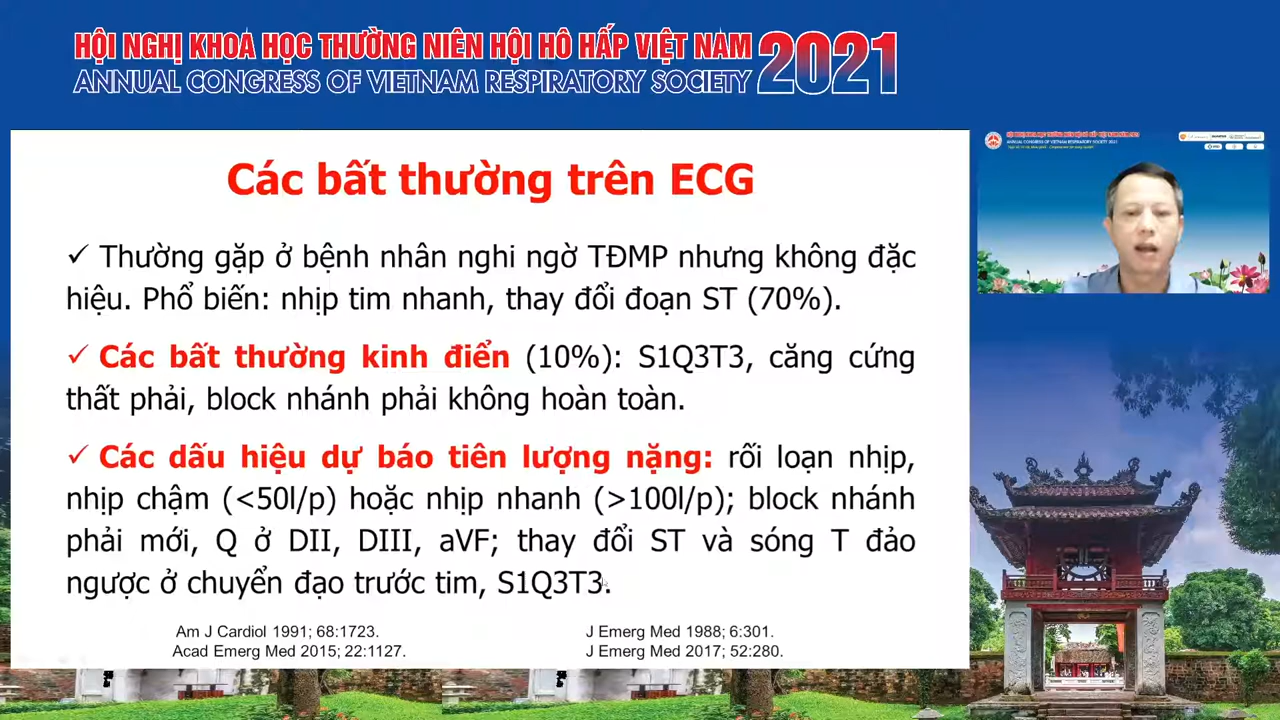 HỘI NGHỊ KHOA HỌC THƯỜNG NIÊN HỘI HÔ HẤP VIỆT NAM 2021
ANNUAL CONGRESS OF VIETNAM RESPIRATORY SOCIETY
Các bất thường trên ECG
✓ Thường gặp ở bệnh nhân nghi ngờ TĐMP nhưng không đặc
hiệu. Phổ biến: nhịp tim nhanh, thay đổi đoạn ST (70%).
✓ Các bất thường kinh điển (10%): S1Q3T3, căng cứng
thất phải, block nhánh phải không hoàn toàn.
✓ Các dấu hiệu dự báo tiên lượng nặng: rối loạn nhịp,
nhịp chậm (<50l/p) hoặc nhịp nhanh (>100l/p); block nhánh
phải mới, Q ở DII, DIII, aVF; thay đổi ST và sóng T đảo
ngược ở chuyển đạo trước tim, S1Q3T3.
Am J Cardiol 1991; 68:1723.
Acad Emerg Med 2015; 22:1127.
J Emerg Med 1988; 6:301.
J Emerg Med 2017; 52:280.